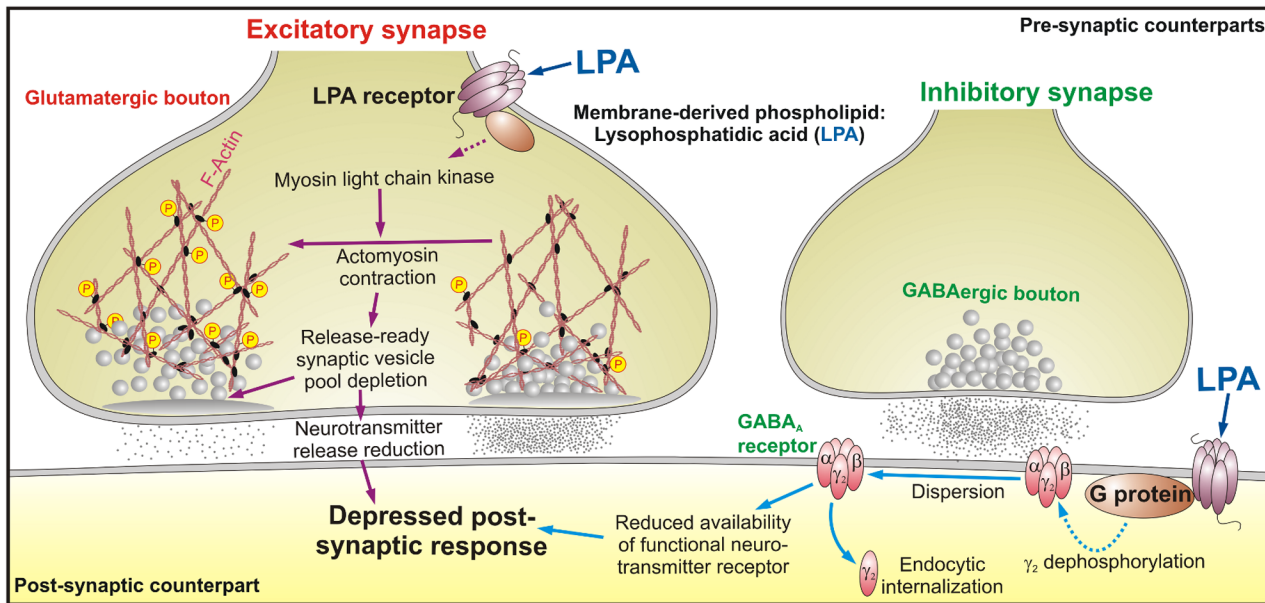 Excitatory synapse
Pre-synaptic counterparts
LPA
Glutamatergic bouton
LPA receptor
Membrane-derived phospholipid:
Lysophosphatidic acid (LPA)
Inhibitory synapse
F-Actin
Myosin light chain kinase
P
P
P
P
P
P
P
P
P
P
P
P
P
Actomyosin
contraction
Release-ready
synaptic vesicle
pool depletion
Neurotransmitter
release reduction
GABAergic bouton
LPA
GABAA
receptor
α β
γ2
Dispersion
α β
γ2
G protein
γ2 dephosphorylation
Depressed post-
synaptic response
Reduced availability
of functional neuro-
transmitter receptor
γ2
Endocytic
internalization
Post-synaptic counterpart